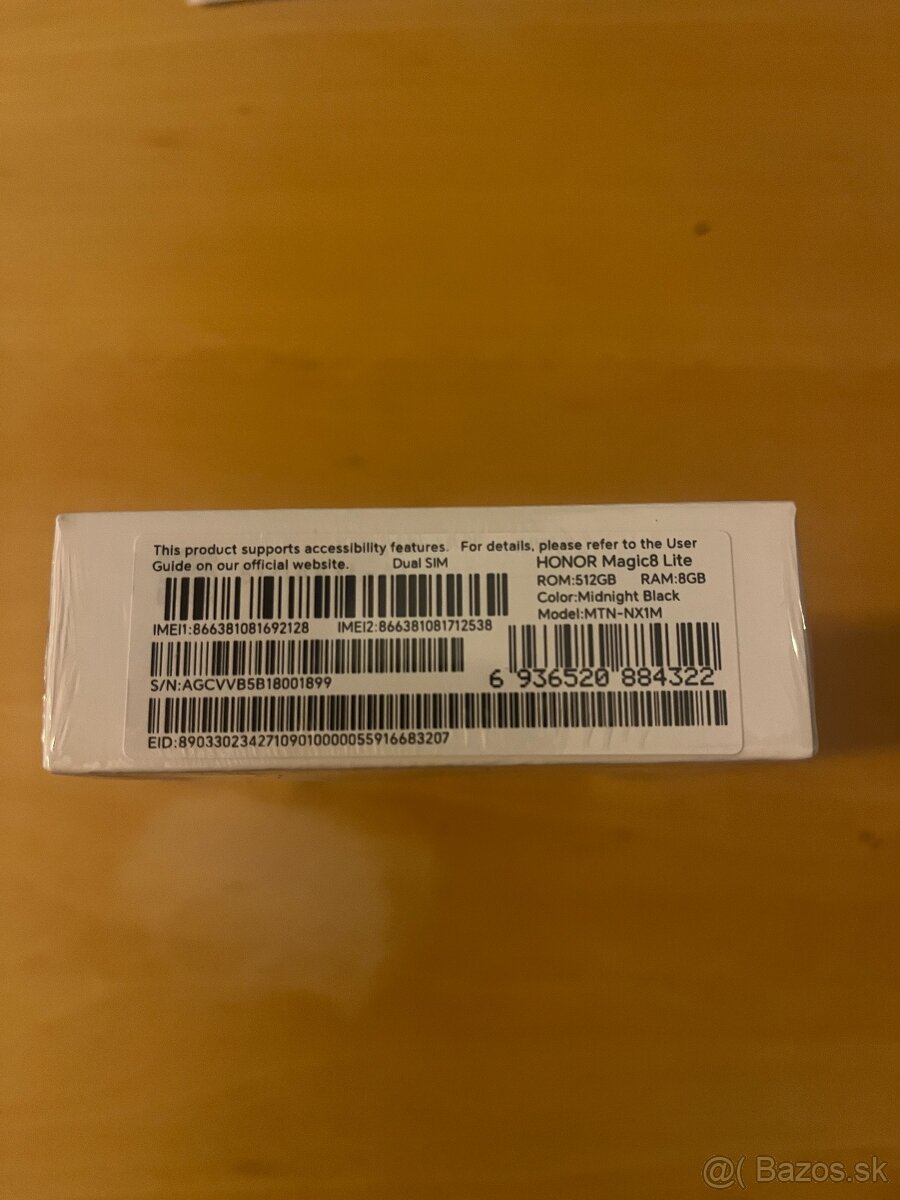 This product supports accessibility features. For details, please refer to the User
Guide on our official website. Dual SIM HONOR Magic8 Lite
ROM:512GB RAM:8GB
Color:Midnight Black
Model:MTN-NX1M
IMEI1:866381081692128 IMEI2:866381081712538
S/N:AGCVVB5B18001899
6 936520 884322
EID:89033023427109010000055916683207
@( Bazos.sk